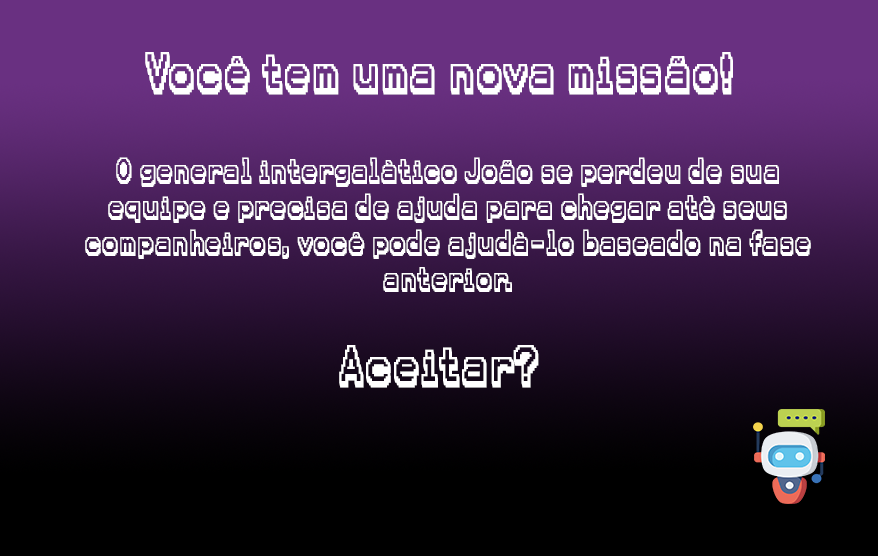 Você tem uma nova missão!
O general intergalàtico João se perdeu de sua
equipe e precisa de ajuda para chegar atè seus
companheiros, você pode ajudà-lo baseado na fase
anterior.
Aceitar?